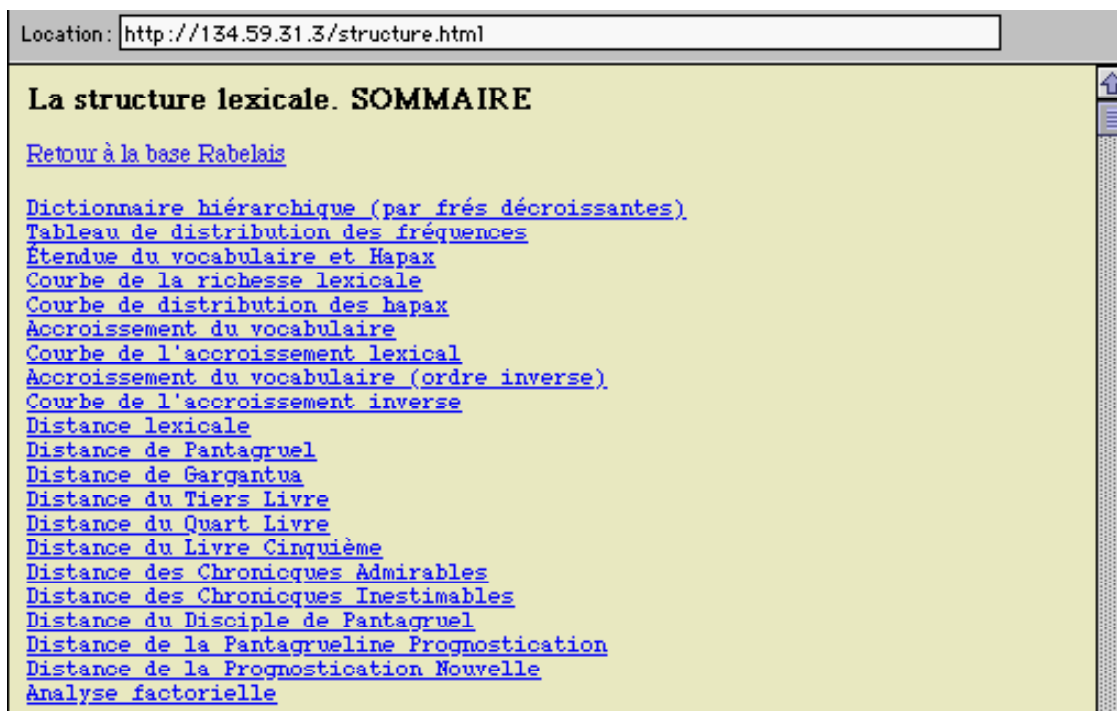 Location: http://134.59.31.3/structure.html
La structure lexicale. SOMMAIRE
Retour à la base Rabelais
Dictionnaire hiérarchique (par frés décroissantes)
Tableau de distribution des fréquences
Étendue du vocabulaire et Hapax
Courbe de la richesse lexicale
Courbe de distribution des hapax
Accroissement du vocabulaire
Courbe de l'accroissement lexical
Accroissement du vocabulaire (ordre inverse)
Courbe de l'accroissement inverse
Distance lexicale
Distance de Pantagruel
Distance de Gargantua
Distance du Tiers Livre
Distance du Quart Livre
Distance du Livre Cinquième
Distance des Chronicques Admirables
Distance des Chronicques Inestimables
Distance du Disciple de Pantagruel
Distance de la Pantagrueline Prognostication
Distance de la Prognostication Nouvelle
Analyse factorielle